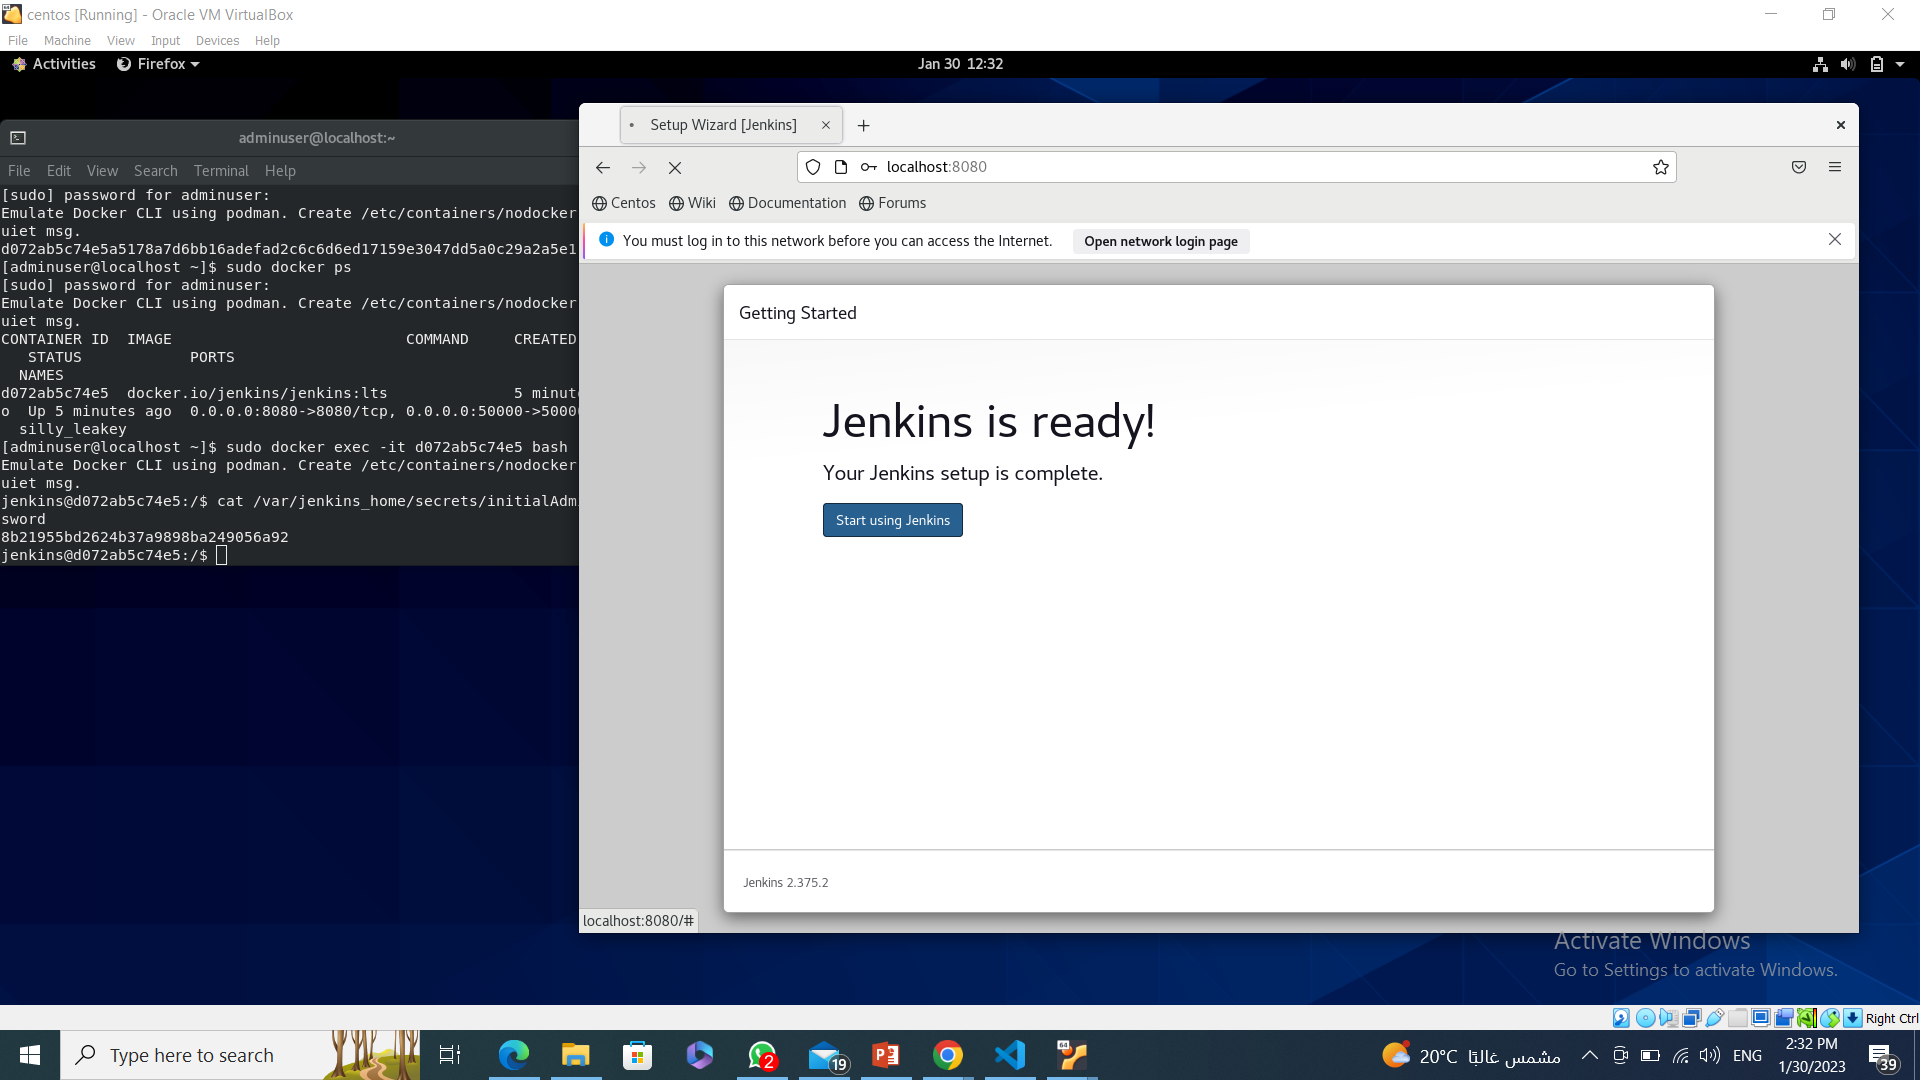 centos [Running] - Oracle VM VirtualBox
File Machine View Input Devices Help
Activities Firefox Jan 30 12:32
adminuser@localhost:~
File Edit View Search Terminal Help
[sudo] password for adminuser:
Emulate Docker CLI using podman. Create /etc/containers/nodocker
uiet msg.
d072ab5c74e5a5178a7d6bb16adefad2c6c6d6ed17159e3047dd5a0c29a2a5e1
[adminuser@localhost ~]$ sudo docker ps
[sudo] password for adminuser:
Emulate Docker CLI using podman. Create /etc/containers/nodocker
uiet msg.
CONTAINER ID IMAGE COMMAND CREATED
STATUS PORTS
NAMES
d072ab5c74e5 docker.io/jenkins/jenkins:lts 5 minut
o Up 5 minutes ago 0.0.0.0:8080->8080/tcp, 0.0.0.0:50000->5000
silly_leakey
[adminuser@localhost ~]$ sudo docker exec -it d072ab5c74e5 bash
Emulate Docker CLI using podman. Create /etc/containers/nodocker
uiet msg.
jenkins@d072ab5c74e5:/$ cat /var/jenkins_home/secrets/initialAdm
sword
8b21955bd2624b37a9898ba249056a92
jenkins@d072ab5c74e5:/$
Setup Wizard [Jenkins]
localhost:8080
Centos Wiki Documentation Forums
You must log in to this network before you can access the Internet. Open network login page
Getting Started
Jenkins is ready!
Your Jenkins setup is complete.
Start using Jenkins
Jenkins 2.375.2
localhost:8080/#
Activate Windows
Go to Settings to activate Windows.
Right Ctrl
Type here to search
2
19
64
20°C مشمس غالبًا
ENG
2:32 PM
1/30/2023
39